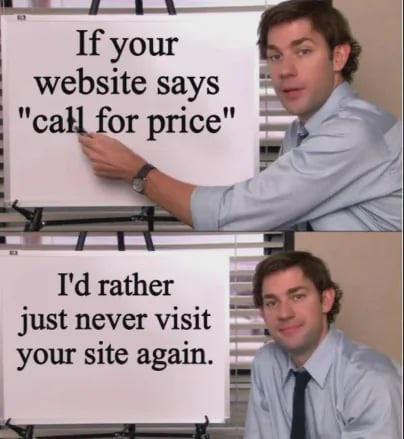 If your
website says
"call for price"
I'd rather
just never visit
your site again.